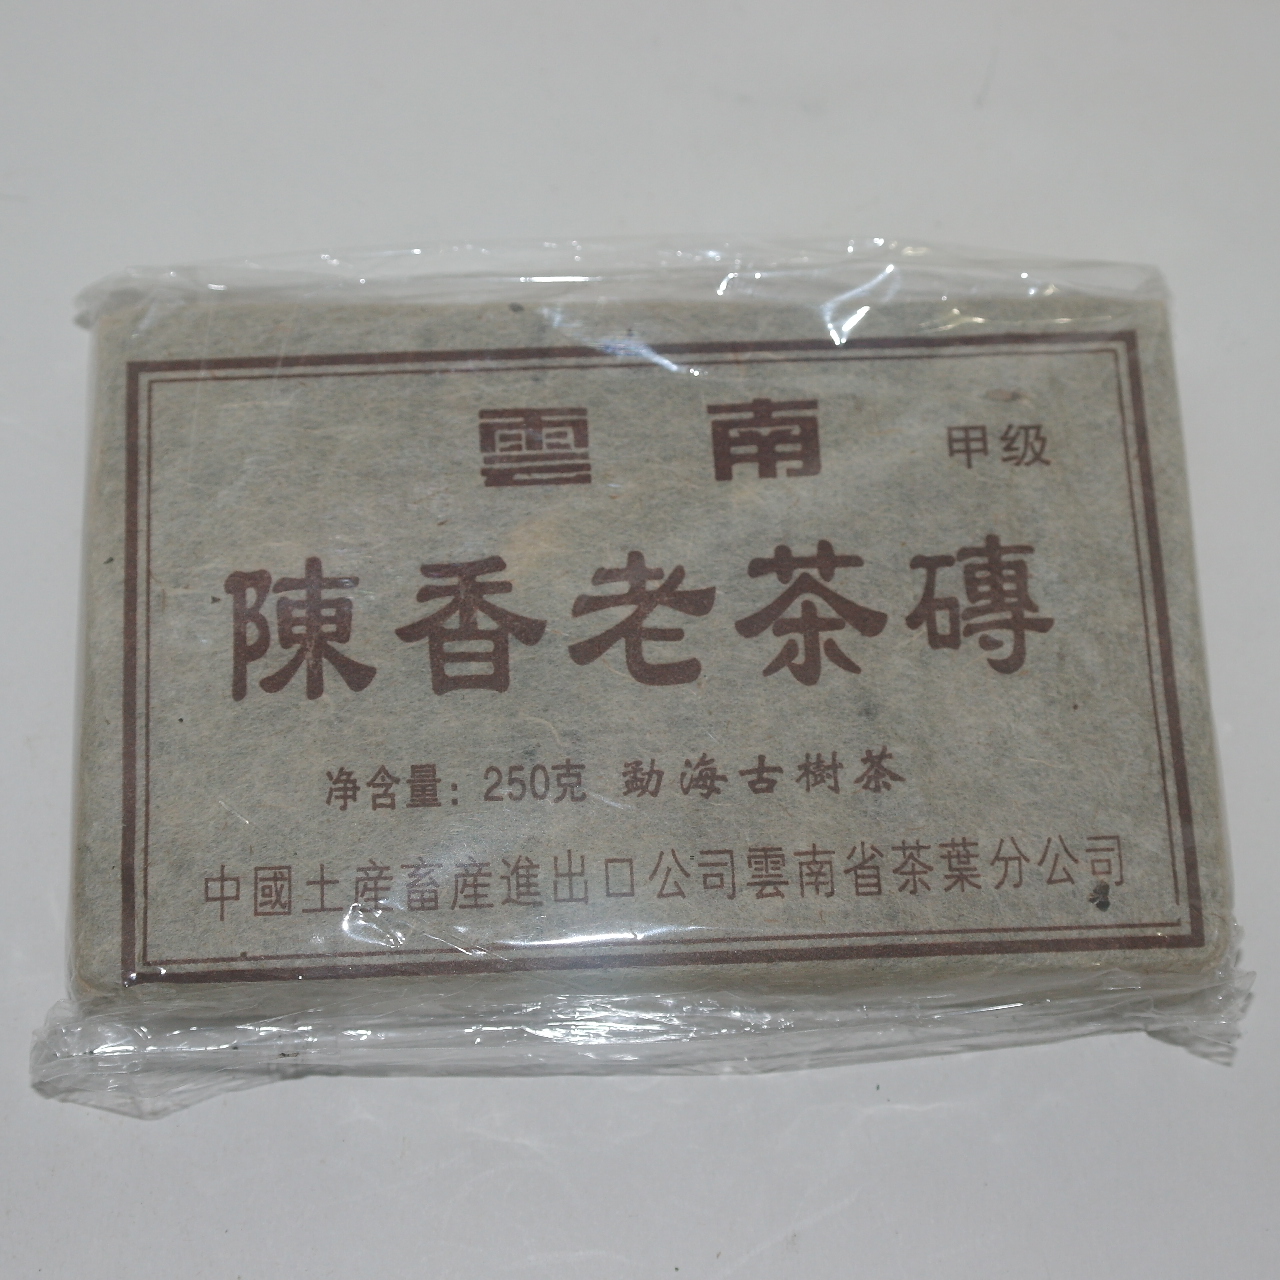 雲南 甲级
陳香老茶磚
净含量：250克 勐海古樹茶
中國土産畜産進出口公司雲南省茶葉分公司